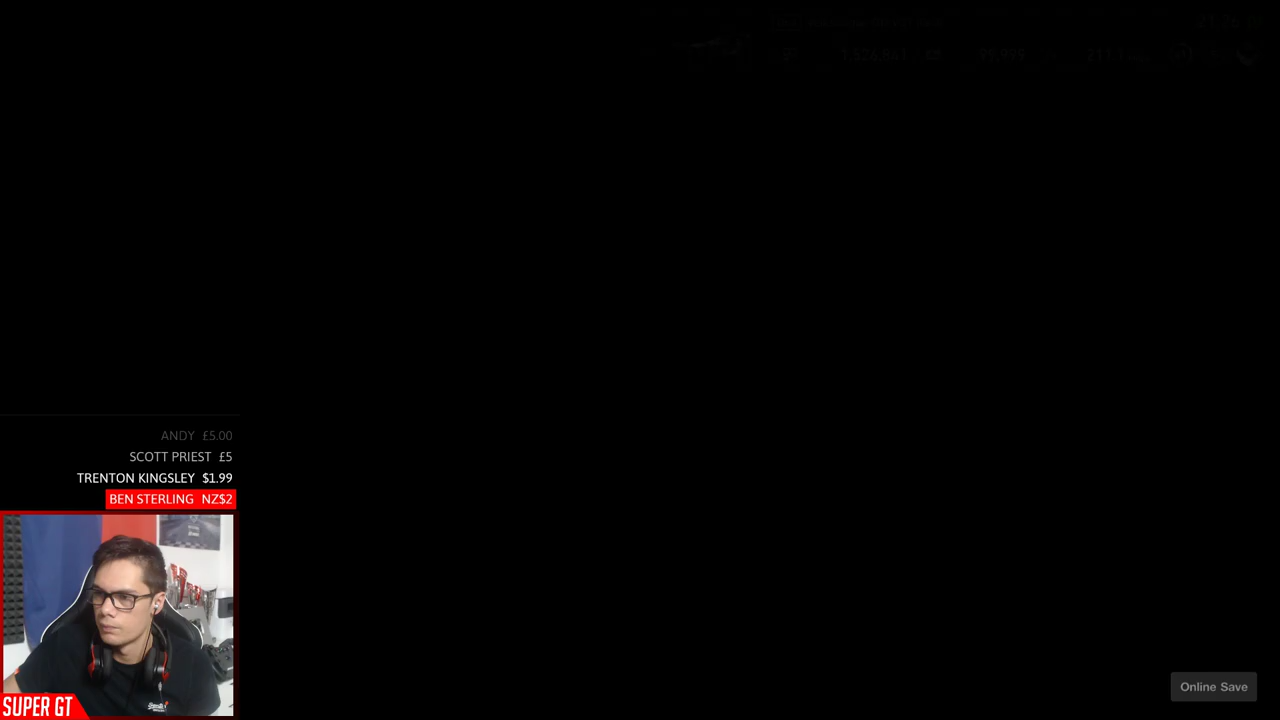 ANDY £5.00
SCOTT PRIEST £5
TRENTON KINGSLEY $1.99
BEN STERLING NZ$2
SUPER GT
Online Save